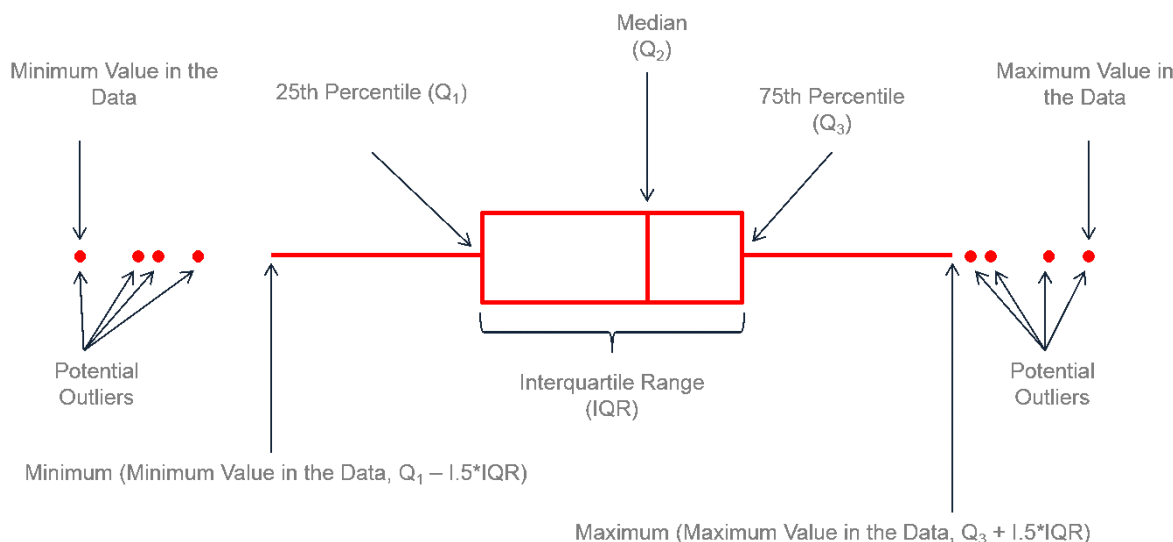 Median
(Q2)
Minimum Value in the
Data
25th Percentile (Q1)
75th Percentile
(Q3)
Maximum Value in
the Data
Potential
Outliers
Interquartile Range
(IQR)
Potential
Outliers
Minimum (Minimum Value in the Data, Q1 – I.5*IQR)
Maximum (Maximum Value in the Data, Q3 + I.5*IQR)